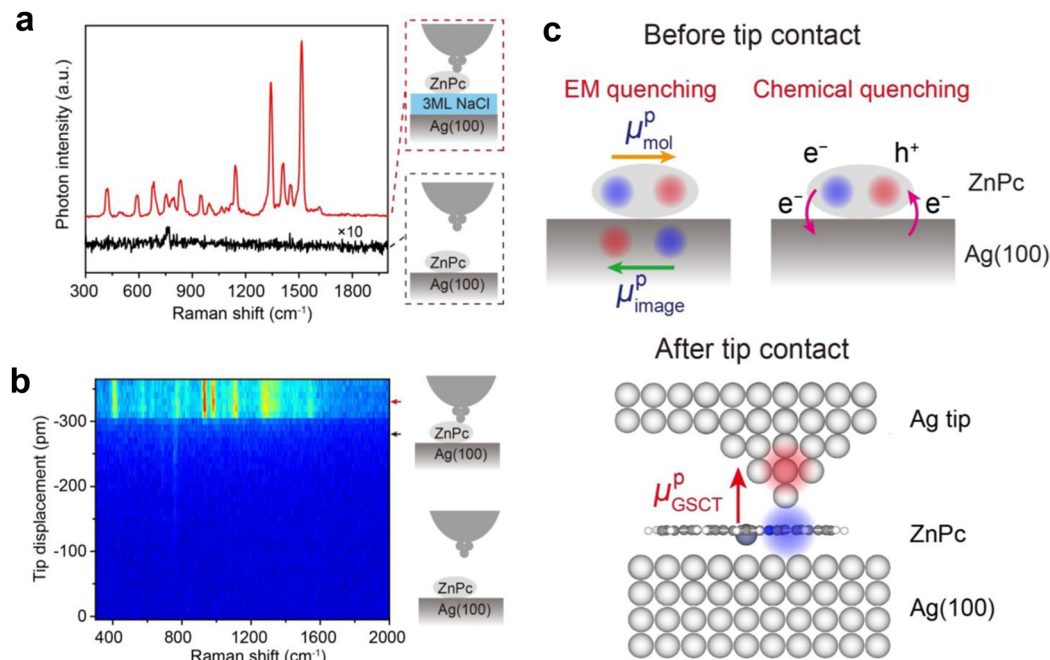 a
Photon intensity (a.u.)
×10
300 600 900 1200 1500 1800
Raman shift (cm⁻¹)
ZnPc
3ML NaCl
Ag(100)
ZnPc
Ag(100)
b
Tip displacement (pm)
-300
-200
-100
0
400 800 1200 1600 2000
Raman shift (cm⁻¹)
ZnPc
Ag(100)
ZnPc
Ag(100)
c
Before tip contact
EM quenching Chemical quenching
μᵖmol
e⁻ h⁺
ZnPc
e⁻ e⁻
Ag(100)
μᵖimage
After tip contact
Ag tip
μᵖGSCT
ZnPc
Ag(100)